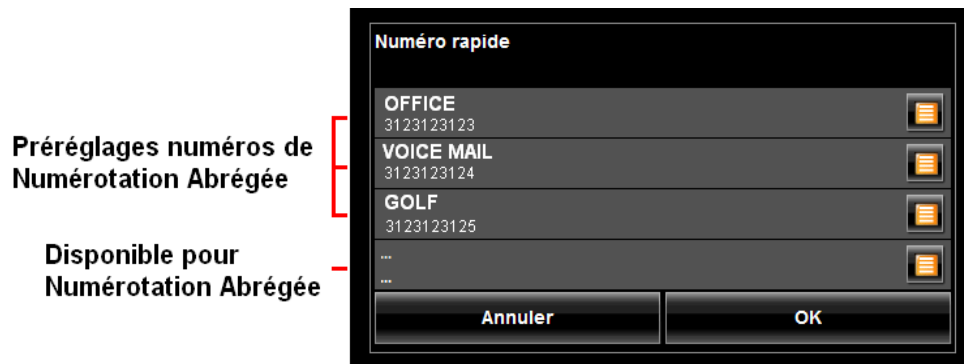 Numéro rapide
OFFICE
3123123123
VOICE MAIL
3123123124
GOLF
3123123125
...
...
Annuler OK
Préréglages numéros de
Numérotation Abrégée
Disponible pour
Numérotation Abrégée